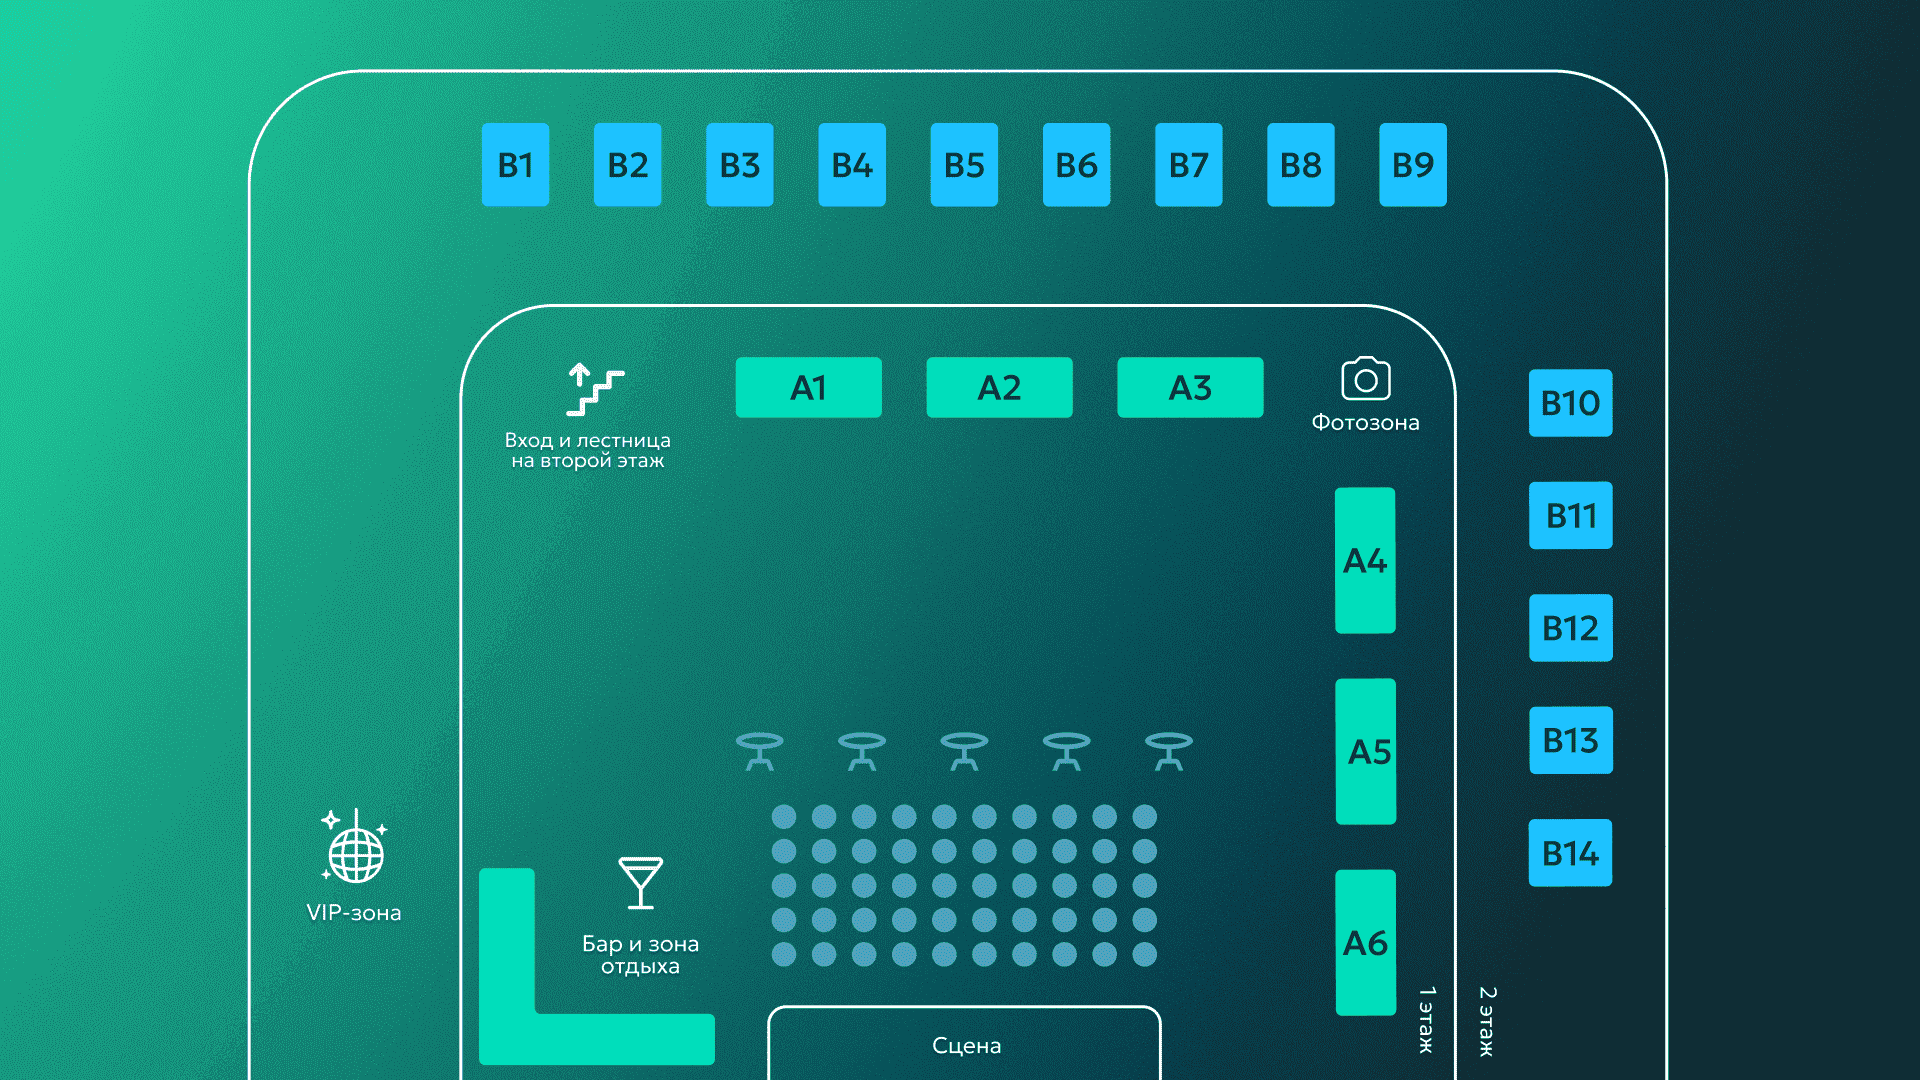 B1
B2
B3
B4
B5
B6
B7
B8
B9
A1
A2
A3
Вход и лестница
на второй этаж
Фотозона
B10
B11
B12
B13
B14
A4
A5
A6
VIP-зона
Бар и зона
отдыха
Сцена
1 этаж
2 этаж